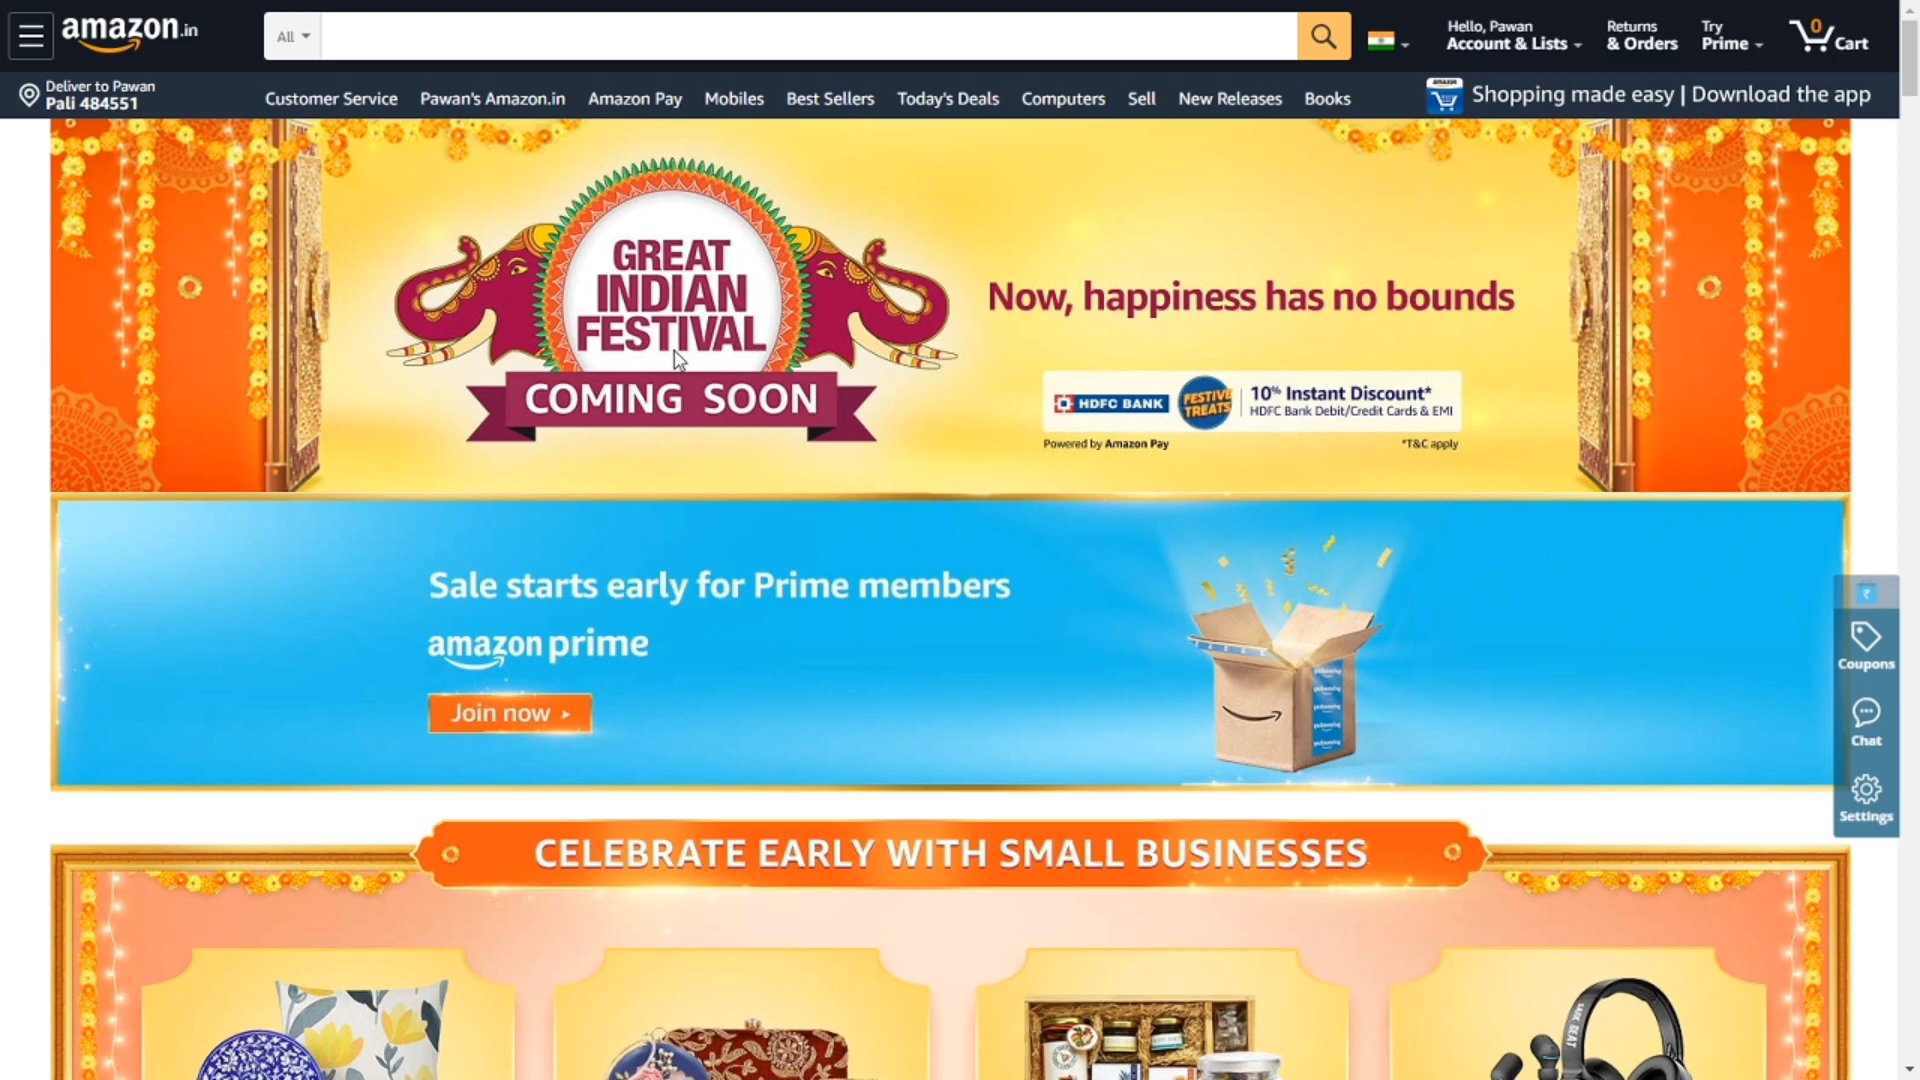 amazon.in
All
Hello, Pawan
Account & Lists
Returns
& Orders
Try
Prime
0
Cart
Deliver to Pawan
Pali 484551
Customer Service
Pawan's Amazon.in
Amazon Pay
Mobiles
Best Sellers
Today's Deals
Computers
Sell
New Releases
Books
amazon
Shopping made easy | Download the app
GREAT
INDIAN
FESTIVAL
COMING SOON
Now, happiness has no bounds
HDFC BANK
FESTIVE
TREATS
10% Instant Discount*
HDFC Bank Debit/Credit Cards & EMI
Powered by Amazon Pay
*T&C apply
Sale starts early for Prime members
amazon prime
Join now
₹
Coupons
Chat
Settings
CELEBRATE EARLY WITH SMALL BUSINESSES